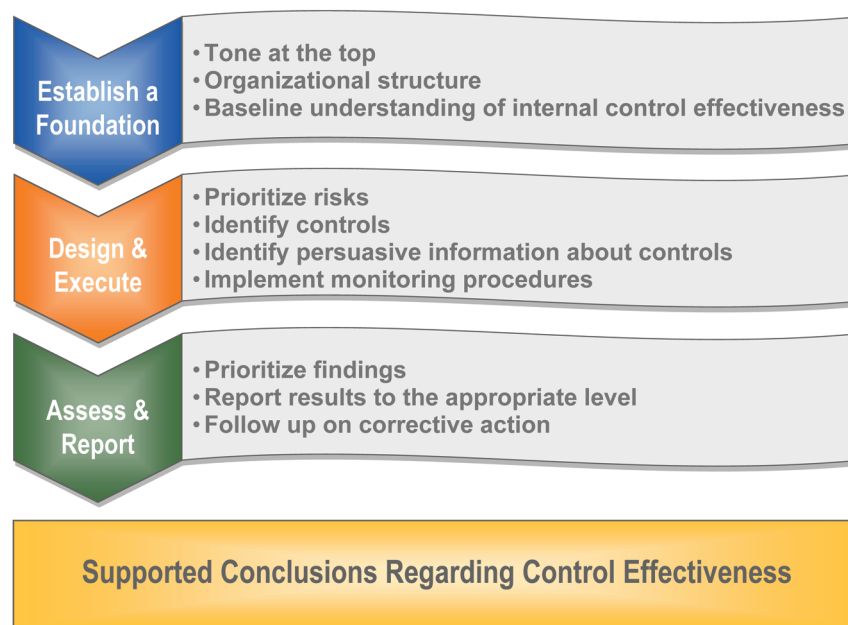 Establish a
Foundation
• Tone at the top
• Organizational structure
• Baseline understanding of internal control effectiveness
Design &
Execute
• Prioritize risks
• Identify controls
• Identify persuasive information about controls
• Implement monitoring procedures
Assess &
Report
• Prioritize findings
• Report results to the appropriate level
• Follow up on corrective action
Supported Conclusions Regarding Control Effectiveness